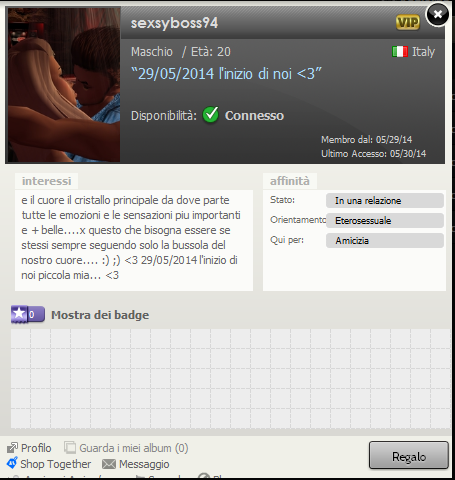 sexsyboss94
VIP
Maschio / Età: 20
Italy
“29/05/2014 l'inizio di noi <3”
Disponibilità: Connesso
Membro dal: 05/29/14
Ultimo Accesso: 05/30/14
interessi
e il cuore il cristallo principale da dove parte
tutte le emozioni e le sensazioni piu importanti
e + belle....x questo che bisogna essere se
stessi sempre seguendo solo la bussola del
nostro cuore.... :) ;) <3 29/05/2014 l'inizio di
noi piccola mia... <3
affinità
Stato: In una relazione
Orientamento Eterosessuale
Qui per: Amicizia
0 Mostra dei badge
Profilo Guarda i miei album (0)
Shop Together Messaggio
Regalo